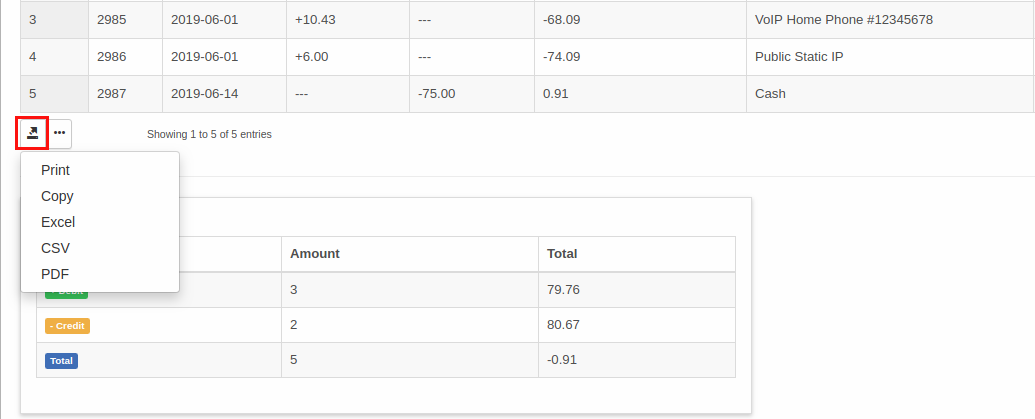 3 2985 2019-06-01 +10.43 --- -68.09 VoIP Home Phone #12345678
4 2986 2019-06-01 +6.00 --- -74.09 Public Static IP
5 2987 2019-06-14 --- -75.00 0.91 Cash
Showing 1 to 5 of 5 entries
Print
Copy
Excel
CSV
PDF
Amount Total
3 79.76
- Credit 2 80.67
Total 5 -0.91